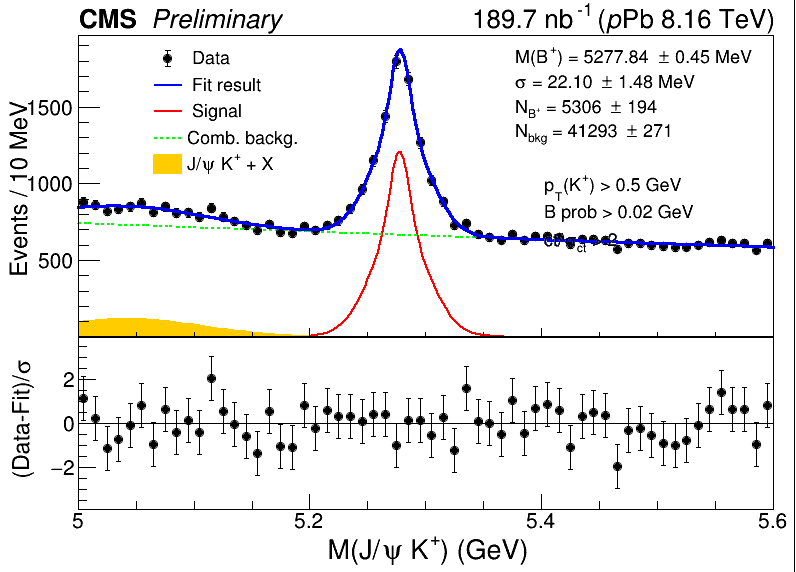 CMS Preliminary 189.7 nb⁻¹ (pPb 8.16 TeV)
Data
Fit result
Signal
Comb. backg.
J/ψ K⁺ + X
M(B⁺) = 5277.84 ± 0.45 MeV
σ = 22.10 ± 1.48 MeV
N_B⁺ = 5306 ± 194
N_bkg = 41293 ± 271
p_T(K⁺) > 0.5 GeV
B prob > 0.02 GeV
Events / 10 MeV
1500
1000
500
(Data-Fit)/σ
2
0
−2
5 5.2 5.4 5.6
M(J/ψ K⁺) (GeV)